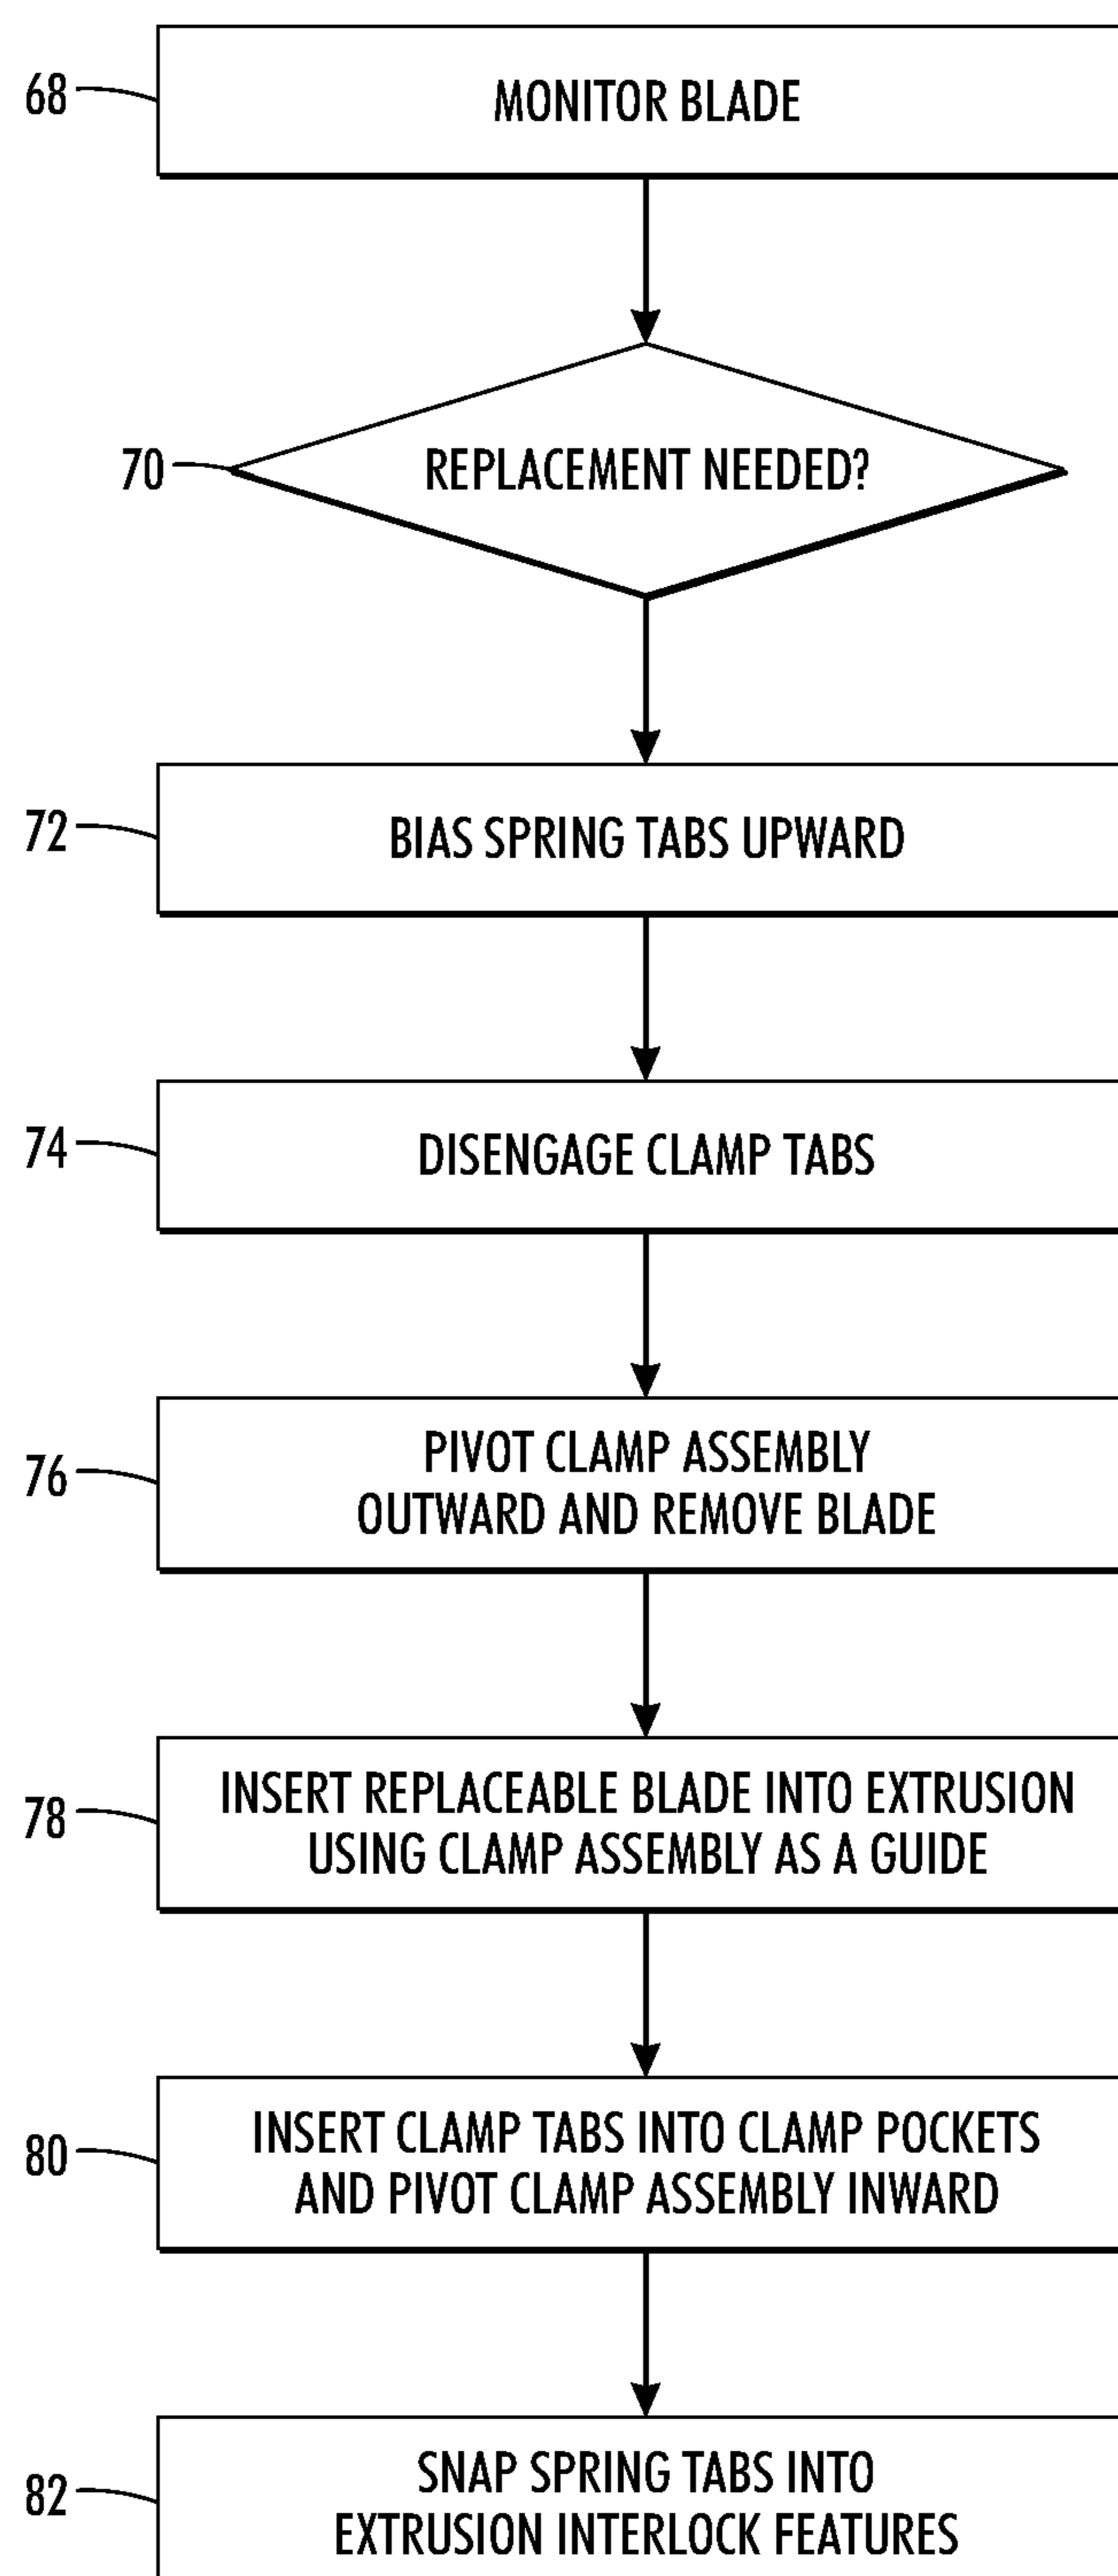 68
MONITOR BLADE
70
REPLACEMENT NEEDED?
72
BIAS SPRING TABS UPWARD
74
DISENGAGE CLAMP TABS
76
PIVOT CLAMP ASSEMBLY
OUTWARD AND REMOVE BLADE
78
INSERT REPLACEABLE BLADE INTO EXTRUSION
USING CLAMP ASSEMBLY AS A GUIDE
80
INSERT CLAMP TABS INTO CLAMP POCKETS
AND PIVOT CLAMP ASSEMBLY INWARD
82
SNAP SPRING TABS INTO
EXTRUSION INTERLOCK FEATURES